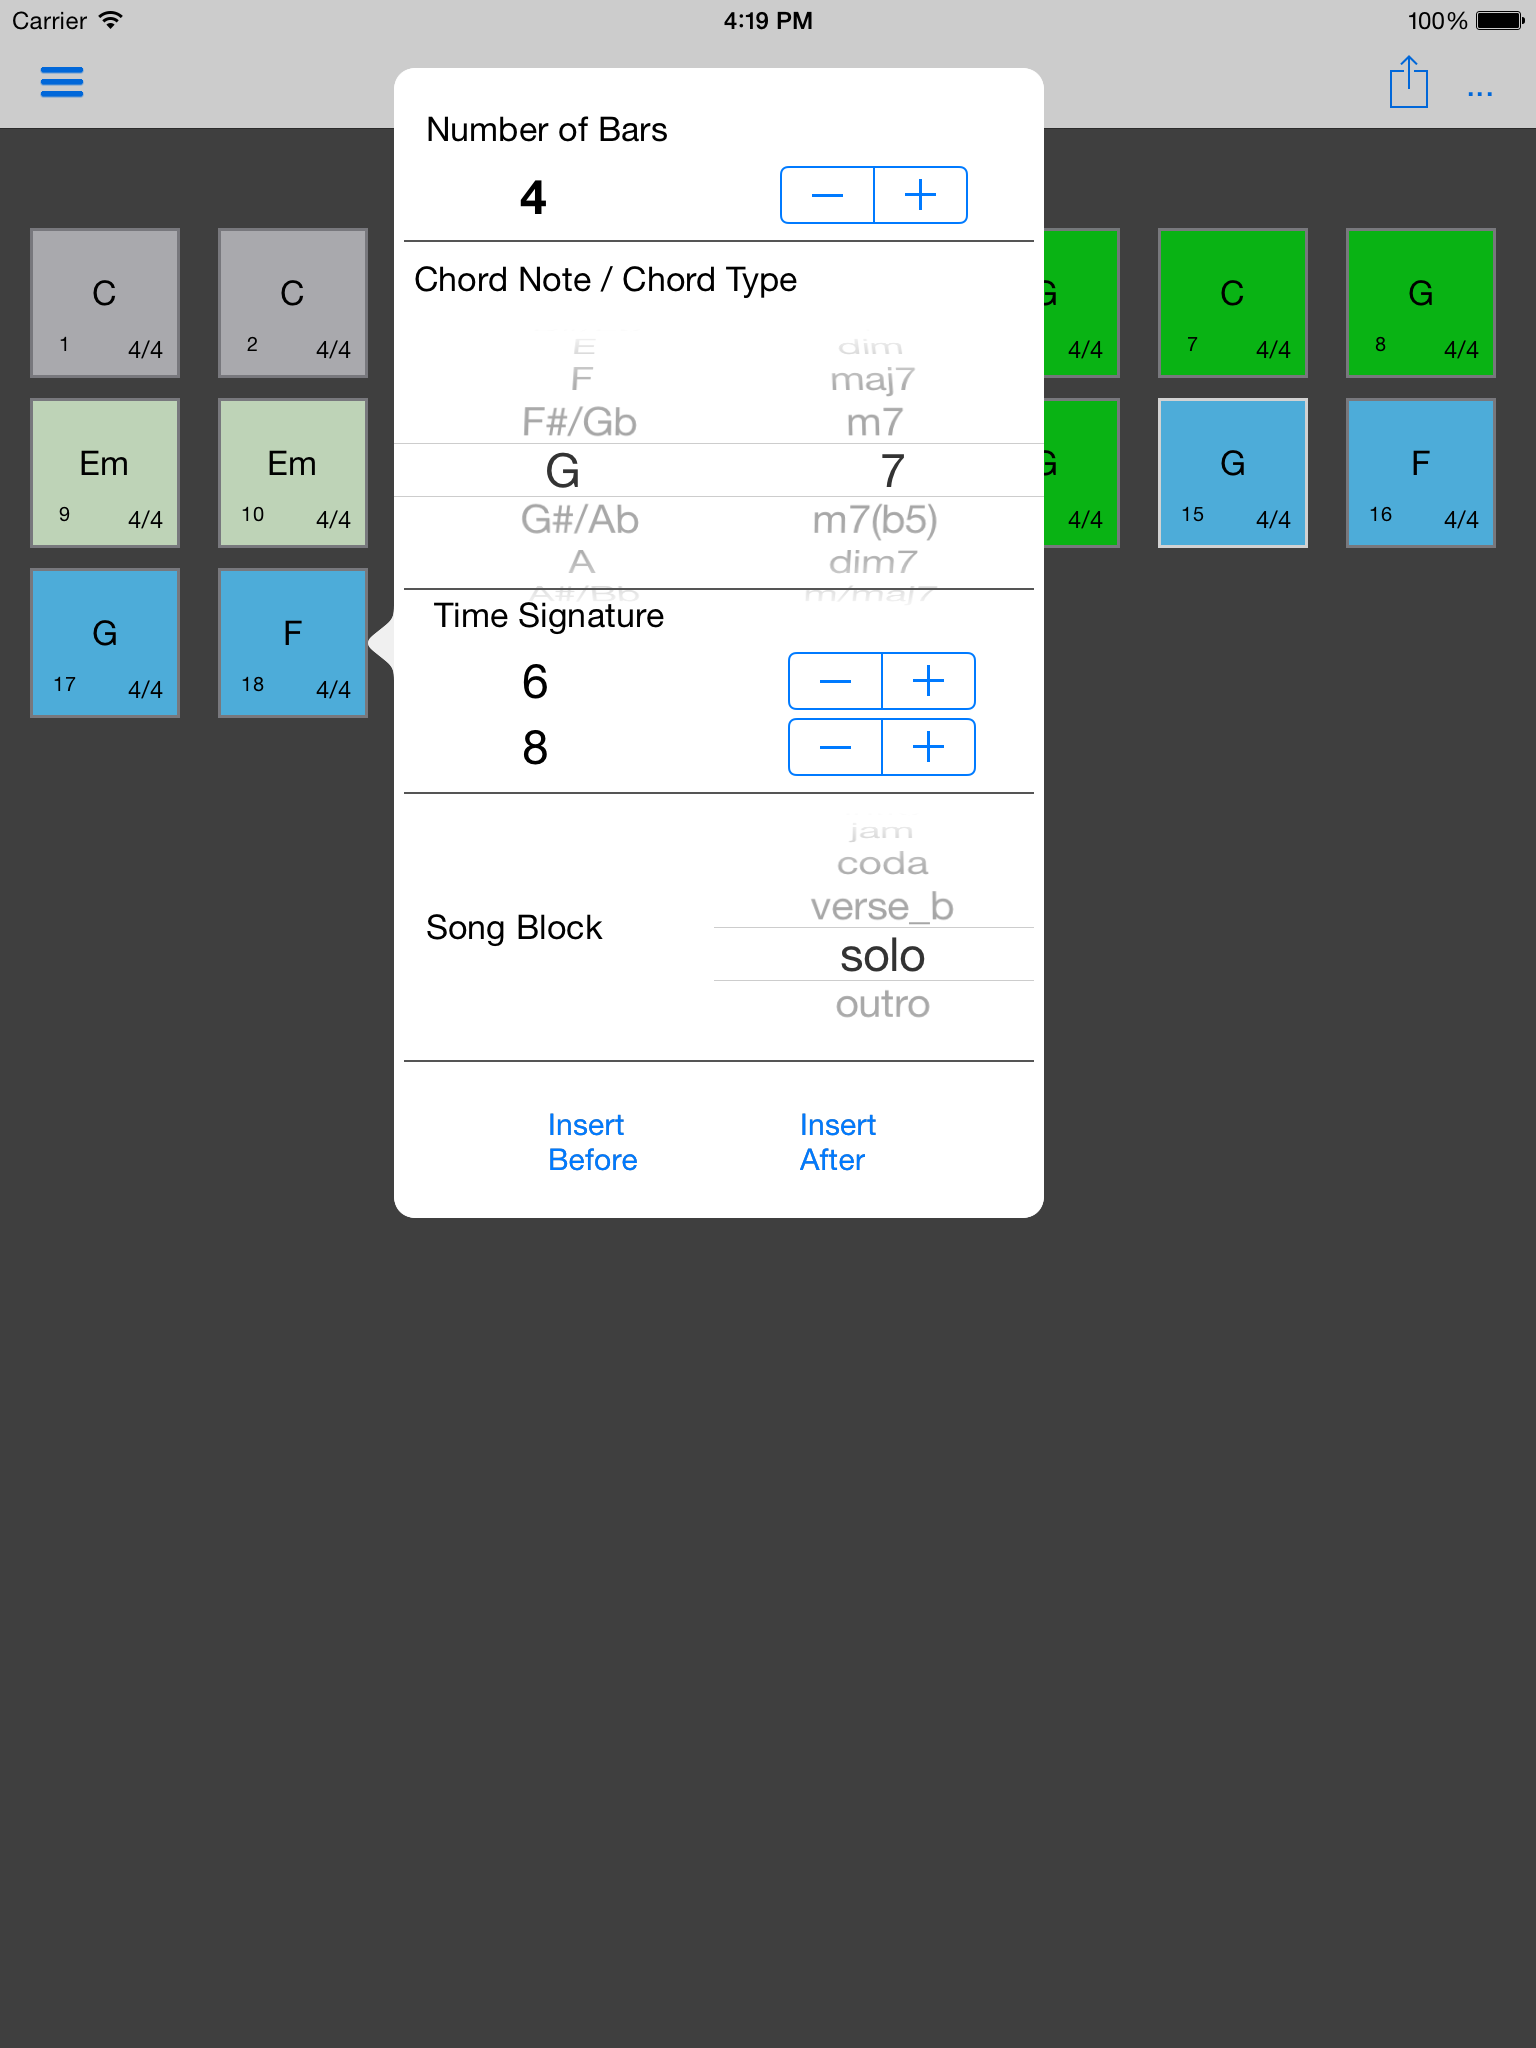 Carrier 4:19 PM 100%
...
Number of Bars
4
Chord Note / Chord Type
E dim
F maj7
F#/Gb m7
G 7
G#/Ab m7(b5)
A dim7
A#/Bb m/maj7
Time Signature
6
8
jam
coda
verse_b
Song Block
solo
outro
Insert Before
Insert After
C
1 4/4
C
2 4/4
G
4/4
C
7 4/4
G
8 4/4
Em
9 4/4
Em
10 4/4
G
4/4
G
15 4/4
F
16 4/4
G
17 4/4
F
18 4/4